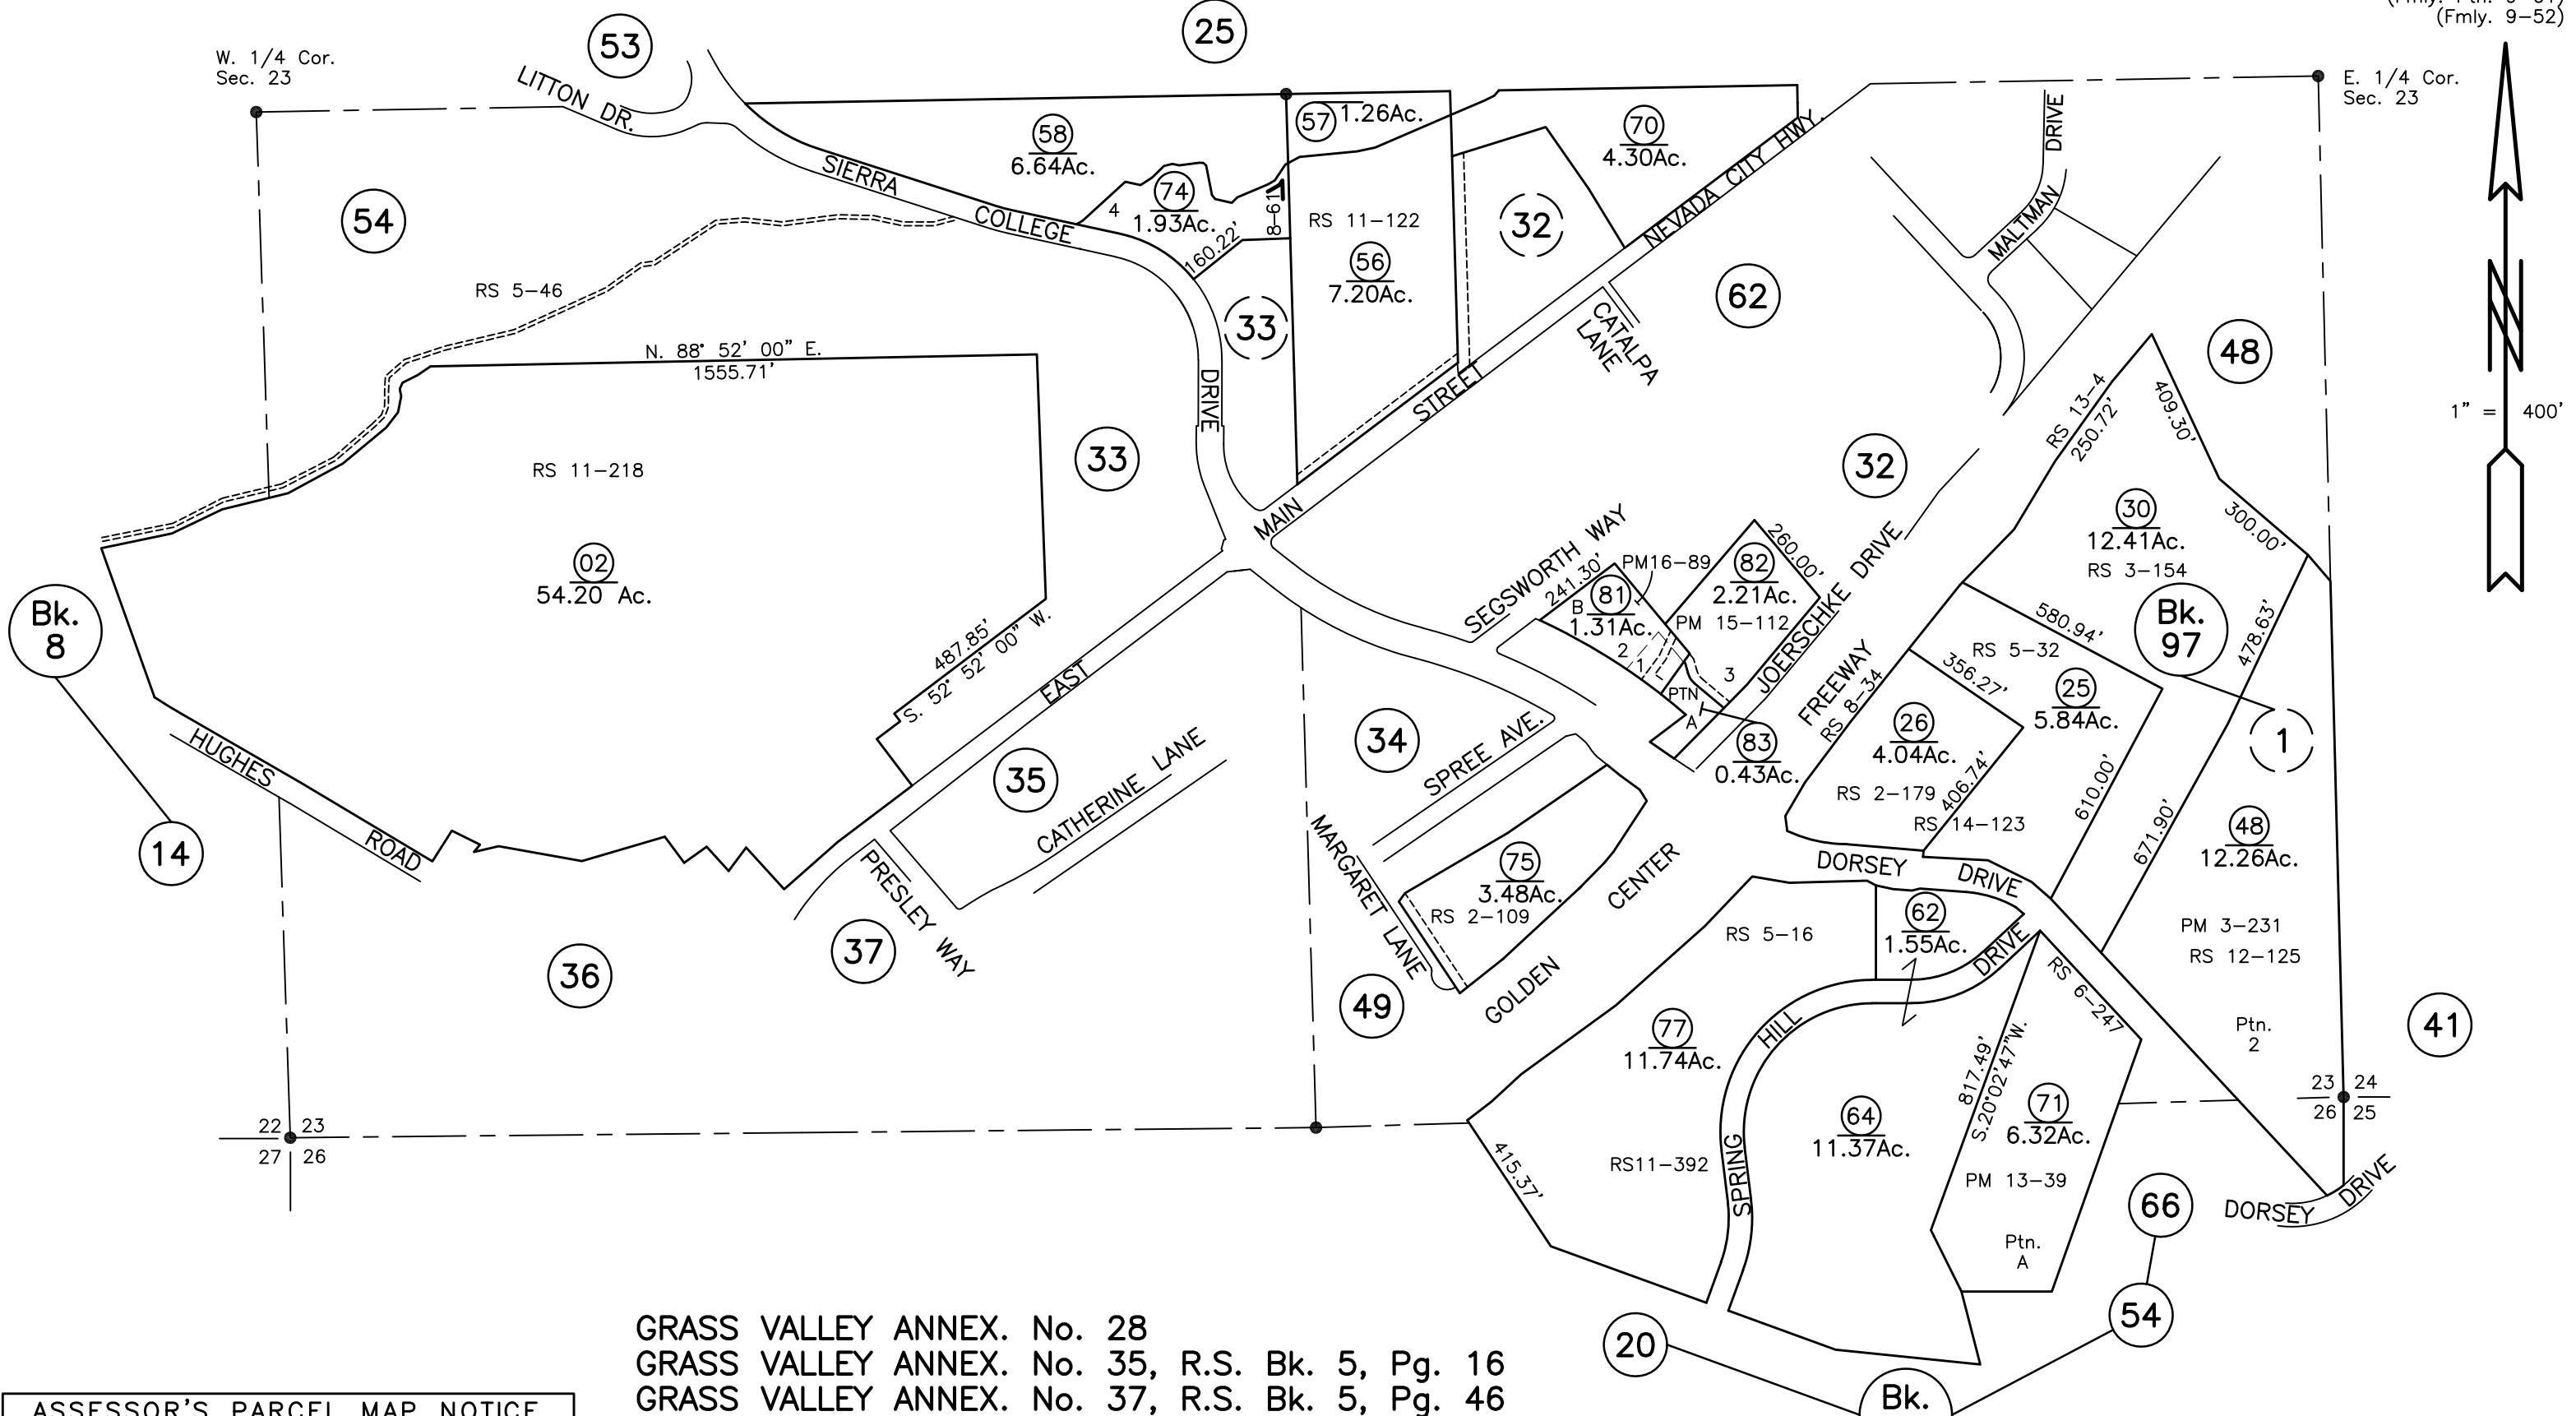 (Fmly. 9-52)
53
25
W. 1/4 Cor.
Sec. 23
E. 1/4 Cor.
Sec. 23
LITTON DR.
57
1.26Ac.
58
6.64Ac.
70
4.30Ac.
DRIVE
MALTMAN
SIERRA
COLLEGE
DRIVE
74
1.93Ac.
4
160.22'
8-61
1
54
RS 11-122
56
7.20Ac.
32
NEVADA CITY HWY.
62
RS 5-46
33
CATALPA
LANE
48
N. 88° 52' 00" E.
1555.71'
STREET
1" = 400'
RS 13-4
250.72'
409.30'
RS 11-218
33
32
MAIN
30
12.41Ac.
RS 3-154
300.00'
SEGSWORTH WAY
241.30'
PM16-89
82
2.21Ac.
260.00'
PM 15-112
JOERSCHKE DRIVE
02
54.20 Ac.
B
81
1.31Ac.
2
1
3
PTN
A
Bk.
8
487.85'
S. 52° 52' 00" W.
EAST
580.94'
Bk.
97
478.63'
RS 5-32
356.27'
25
5.84Ac.
FREEWAY
RS 8-34
26
4.04Ac.
1
34
SPREE AVE.
83
0.43Ac.
HUGHES
ROAD
35
CATHERINE LANE
RS 2-179
406.74'
RS 14-123
610.00'
671.90'
48
12.26Ac.
14
MARGARET LANE
75
3.48Ac.
RS 2-109
GOLDEN
CENTER
DORSEY
DRIVE
PRESLEY WAY
37
36
49
RS 5-16
62
1.55Ac.
DRIVE
PM 3-231
RS 12-125
RS 6-247
Ptn.
2
41
77
11.74Ac.
HILL
SPRING
817.49'
S.20°02'47"W.
64
11.37Ac.
71
6.32Ac.
23 24
26 25
22 23
27 26
415.37'
RS11-392
PM 13-39
Ptn.
A
66
DORSEY
DRIVE
54
20
Bk.
GRASS VALLEY ANNEX. No. 28
GRASS VALLEY ANNEX. No. 35, R.S. Bk. 5, Pg. 16
GRASS VALLEY ANNEX. No. 37, R.S. Bk. 5, Pg. 46
ASSESSOR'S PARCEL MAP NOTICE